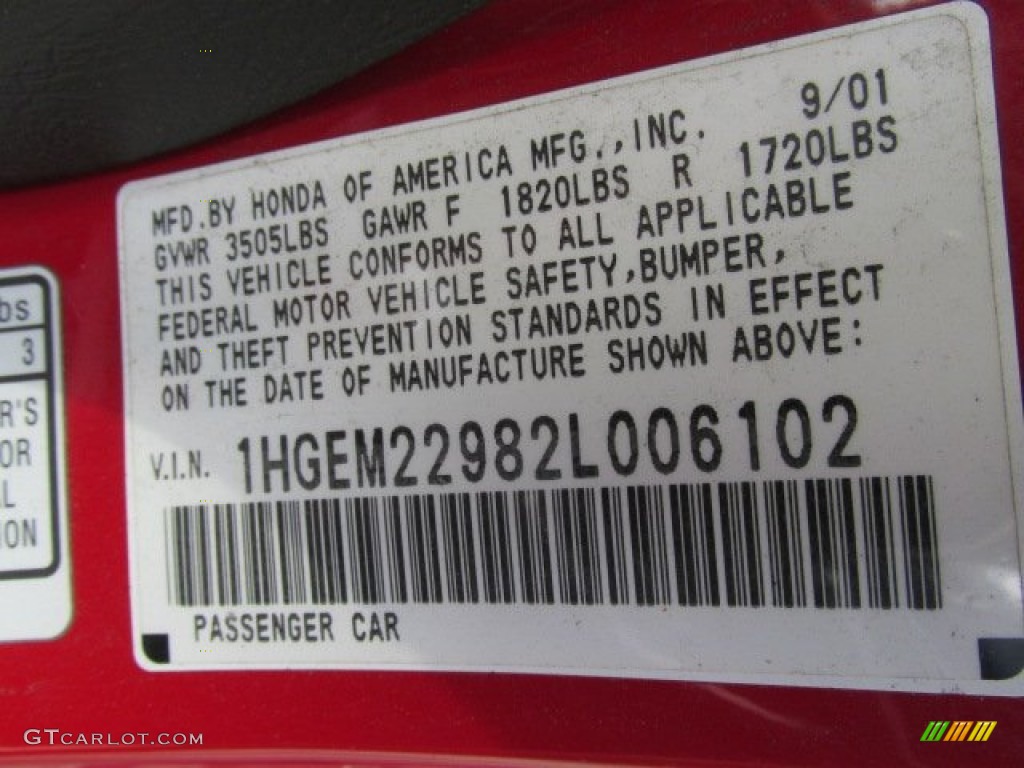 9/01
MFD.BY HONDA OF AMERICA MFG.,INC.
GVWR 3505LBS GAWR F 1820LBS R 1720LBS
THIS VEHICLE CONFORMS TO ALL APPLICABLE
FEDERAL MOTOR VEHICLE SAFETY,BUMPER,
AND THEFT PREVENTION STANDARDS IN EFFECT
ON THE DATE OF MANUFACTURE SHOWN ABOVE:
V.I.N. 1HGEM22982L006102
PASSENGER CAR
bs
3
R'S
OR
L
ION
GTCARLOT.COM